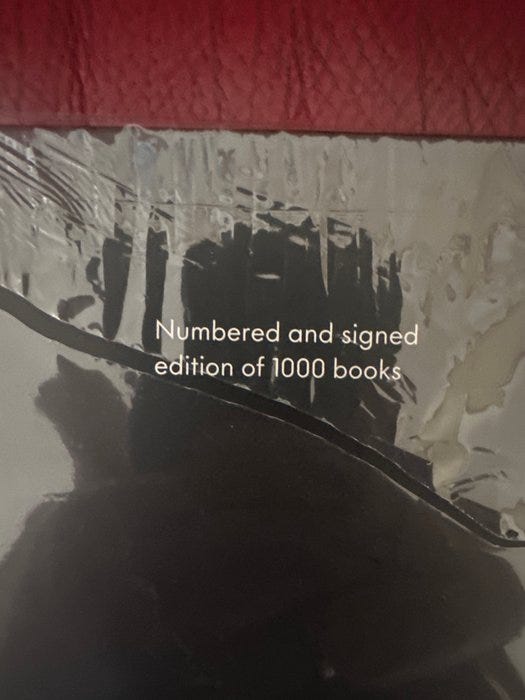 Numbered and signed
edition of 1000 books